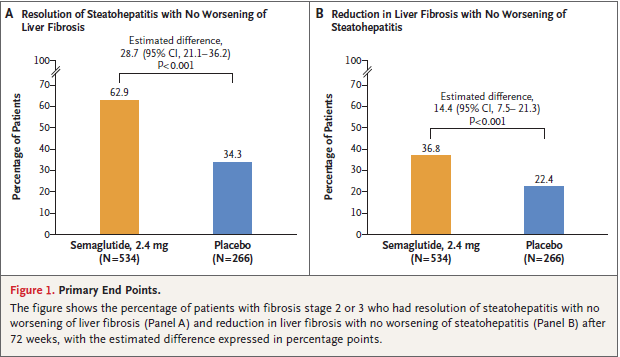 A Resolution of Steatohepatitis with No Worsening of
Liver Fibrosis
Estimated difference,
28.7 (95% CI, 21.1–36.2)
P<0.001
100
70
60
50
40
30
20
10
0
Percentage of Patients
62.9
34.3
Semaglutide, 2.4 mg
(N=534)
Placebo
(N=266)
B Reduction in Liver Fibrosis with No Worsening of
Steatohepatitis
Estimated difference,
14.4 (95% CI, 7.5– 21.3)
P<0.001
100
70
60
50
40
30
20
10
0
Percentage of Patients
36.8
22.4
Semaglutide, 2.4 mg
(N=534)
Placebo
(N=266)
Figure 1. Primary End Points.
The figure shows the percentage of patients with fibrosis stage 2 or 3 who had resolution of steatohepatitis with no
worsening of liver fibrosis (Panel A) and reduction in liver fibrosis with no worsening of steatohepatitis (Panel B) after
72 weeks, with the estimated difference expressed in percentage points.